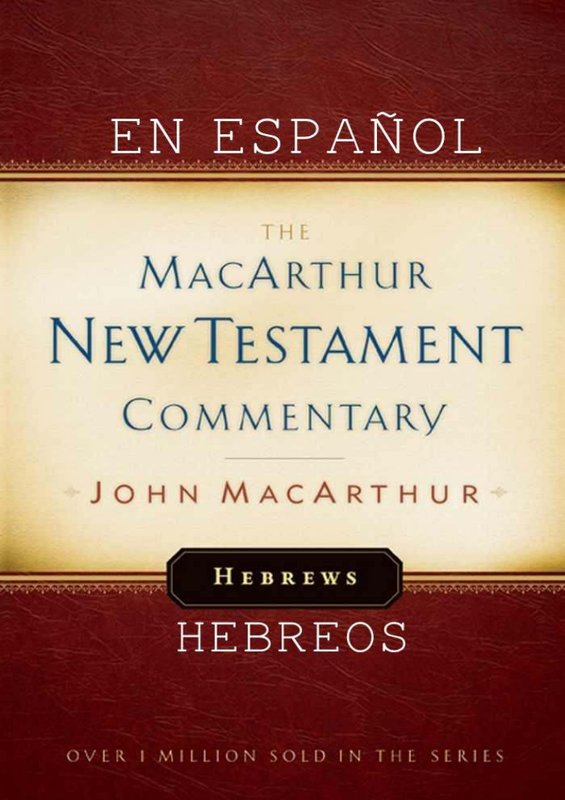 EN ESPAÑOL
THE
MACARTHUR
NEW TESTAMENT
COMMENTARY
JOHN MACARTHUR
HEBREWS
HEBREOS
OVER 1 MILLION SOLD IN THE SERIES